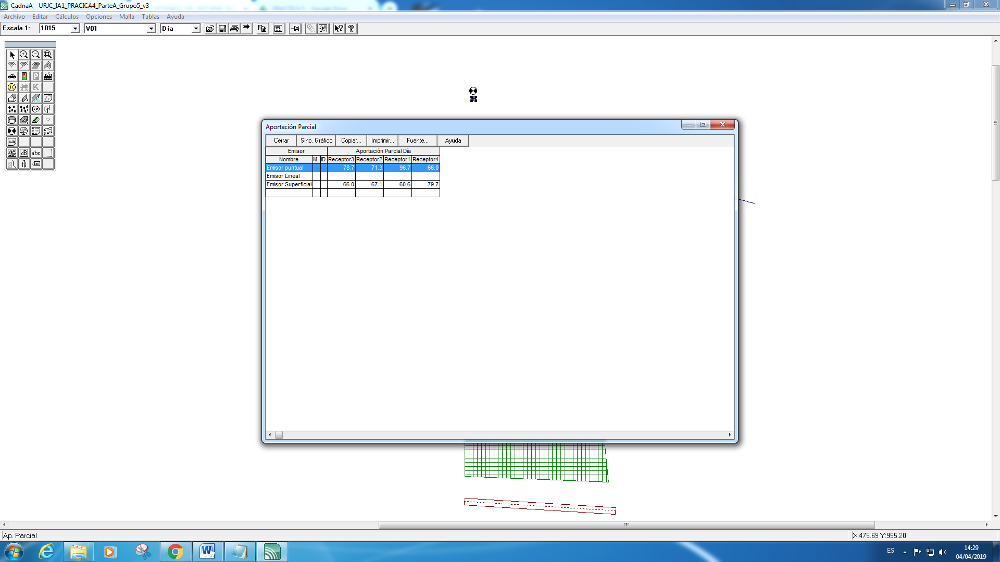 CadnaA - URJC_IA1_PRACICA4_ParteA_Grupo5_v3
Archivo Editar Cálculos Opciones Malla Tablas Ayuda
Escala 1: 1015 V01 Día
Aportación Parcial
Cerrar Sinc. Gráfico Copiar... Imprimir... Fuente... Ayuda
Emisor Aportación Parcial Día
Nombre M. ID Receptor3 Receptor2 Receptor1 Receptor4
Emisor puntual 78.7 71.3 96.7 66.0
Emisor Lineal
Emisor Superficial 66.0 67.1 60.6 79.7
Ap. Parcial
X:475.69 Y:955.20
ES
14:29
04/04/2019